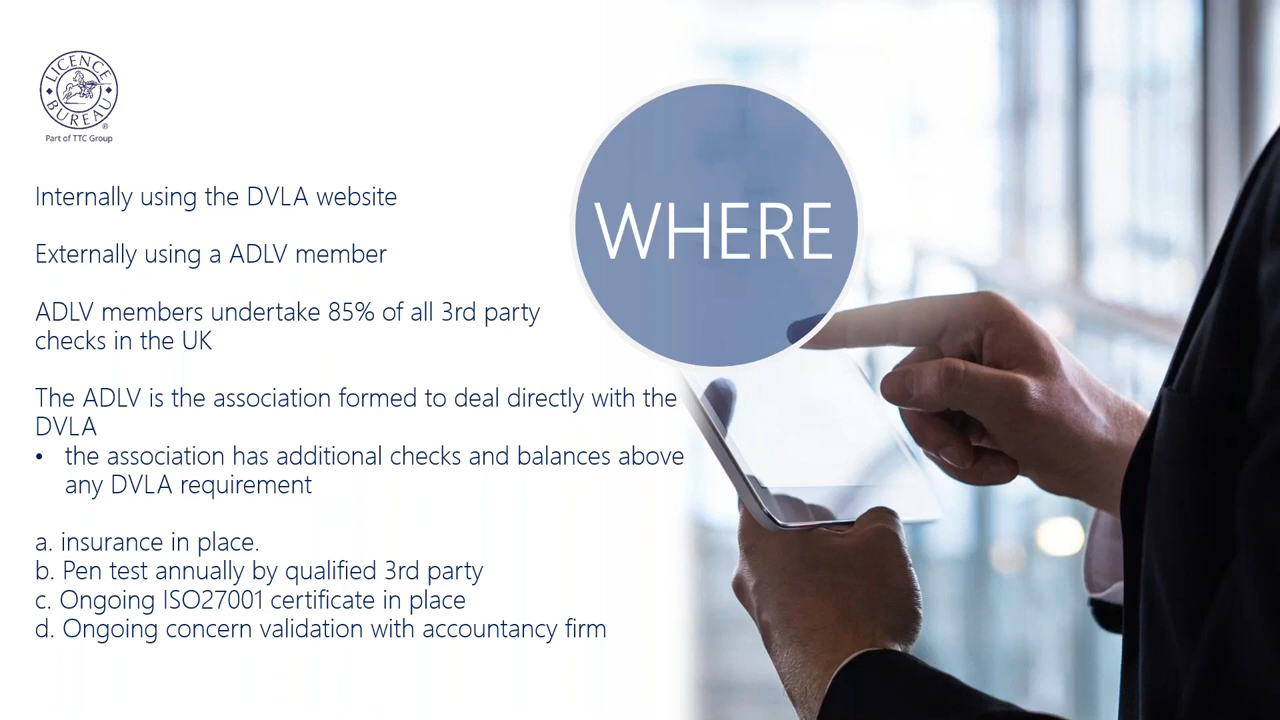 LICENCE BUREAU
®
Part of TTC Group
Internally using the DVLA website
Externally using a ADLV member
ADLV members undertake 85% of all 3rd party
checks in the UK
The ADLV is the association formed to deal directly with the
DVLA
• the association has additional checks and balances above
any DVLA requirement
a. insurance in place.
b. Pen test annually by qualified 3rd party
c. Ongoing ISO27001 certificate in place
d. Ongoing concern validation with accountancy firm
WHERE